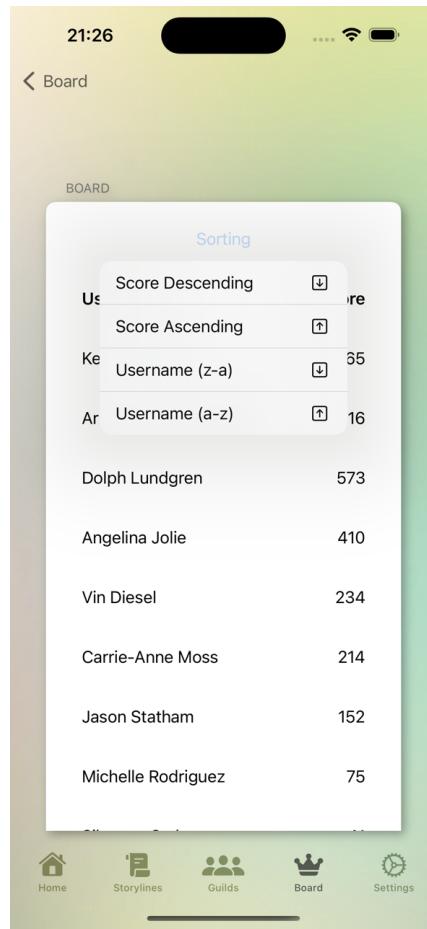 21:26
Board
BOARD
Sorting
Score Descending
Score Ascending
Username (z-a)
Username (a-z)
Dolph Lundgren 573
Angelina Jolie 410
Vin Diesel 234
Carrie-Anne Moss 214
Jason Statham 152
Michelle Rodriguez 75
Home Storylines Guilds Board Settings